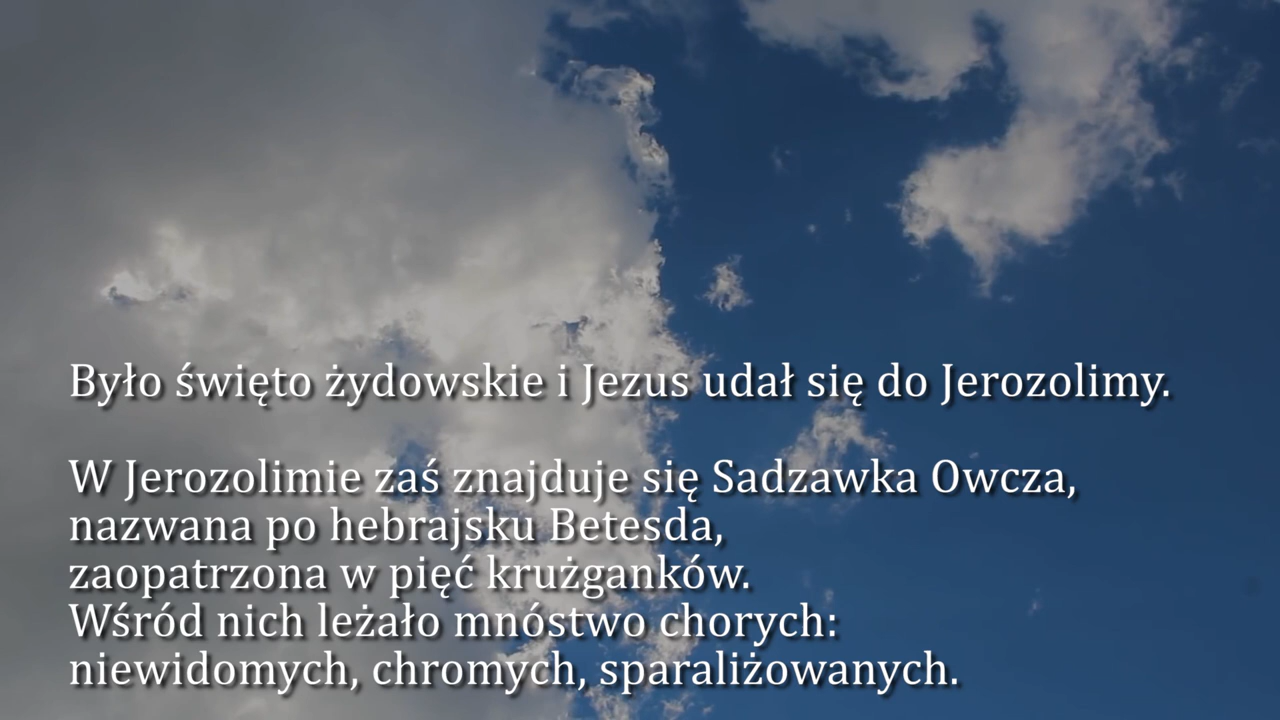 Było święto żydowskie i Jezus udał się do Jerozolimy.
W Jerozolimie zaś znajduje się Sadzawka Owcza,
nazwana po hebrajsku Betesda,
zaopatrzona w pięć krużganków.
Wśród nich leżało mnóstwo chorych:
niewidomych, chromych, sparaliżowanych.